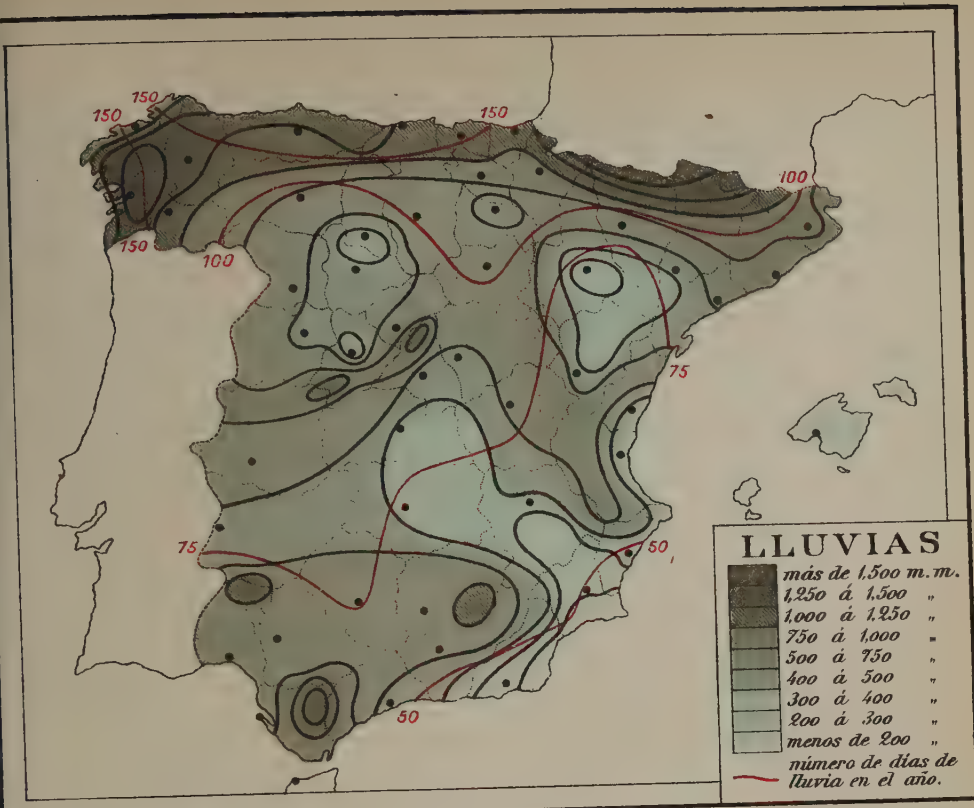 150
150
150
100
150
100
75
75
50
50
LLUVIAS
más de 1,500 m. m.
1,250 á 1,500 „
1,000 á 1,250 „
750 á 1,000 „
500 á 750 „
400 á 500 „
300 á 400 „
200 á 300 „
menos de 200 „
número de días de
lluvia en el año.